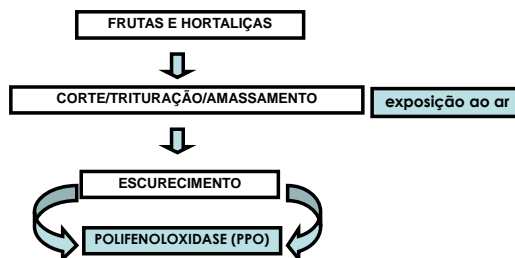 FRUTAS E HORTALIÇAS
CORTE/TRITURAÇÃO/AMASSAMENTO
exposição ao ar
ESCURECIMENTO
POLIFENOLOXIDASE (PPO)